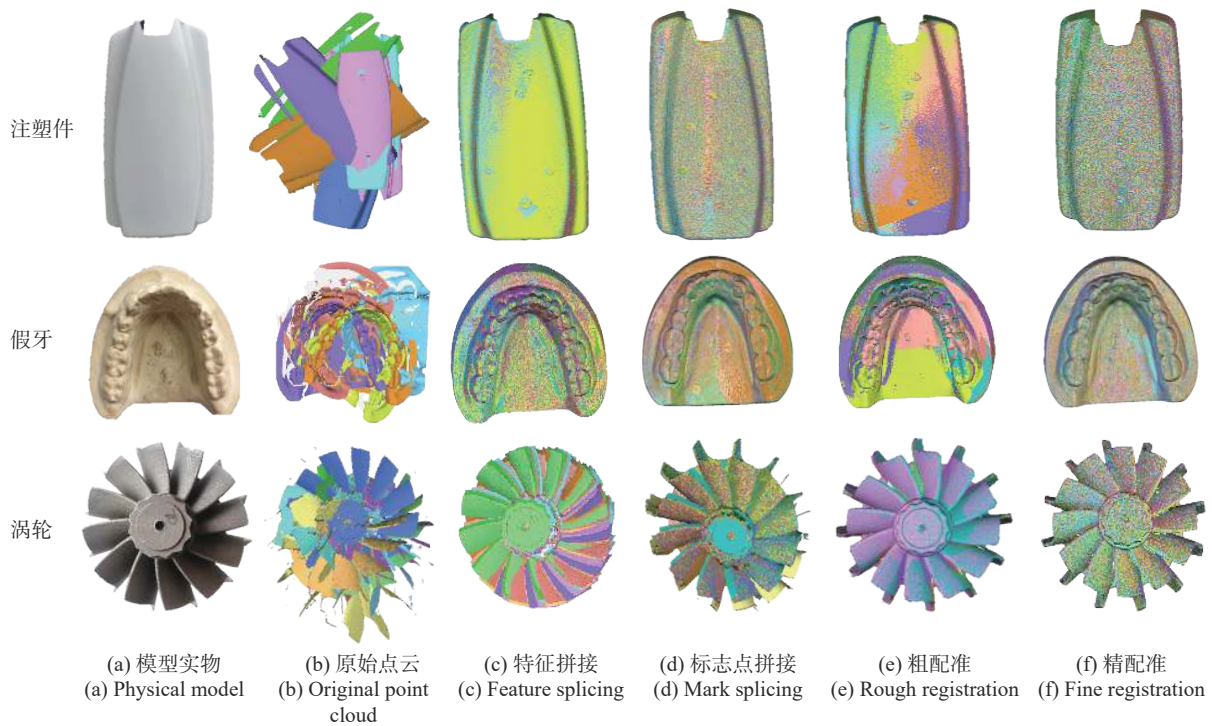 注塑件
假牙
涡轮
(a) 模型实物
(a) Physical model
(b) 原始点云
(b) Original point
cloud
(c) 特征拼接
(c) Feature splicing
(d) 标志点拼接
(d) Mark splicing
(e) 粗配准
(e) Rough registration
(f) 精配准
(f) Fine registration